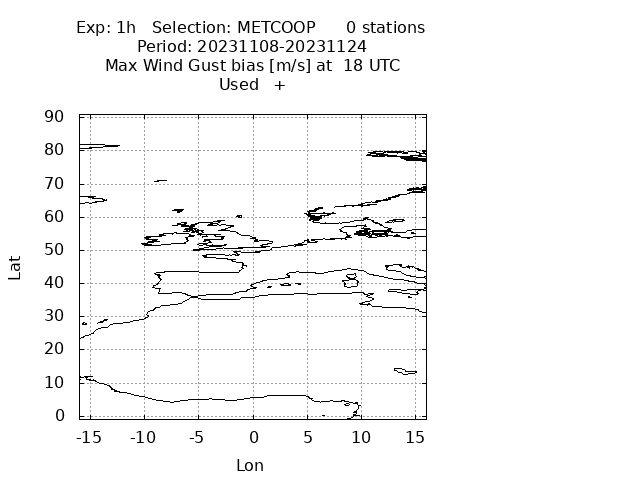 Exp: 1h   Selection: METCOOP      0 stations
Period: 20231108-20231124
Max Wind Gust bias [m/s] at  18 UTC
Used   +
90
80
70
60
50
40
30
20
10
0
Lat
-15 -10 -5 0 5 10 15
Lon